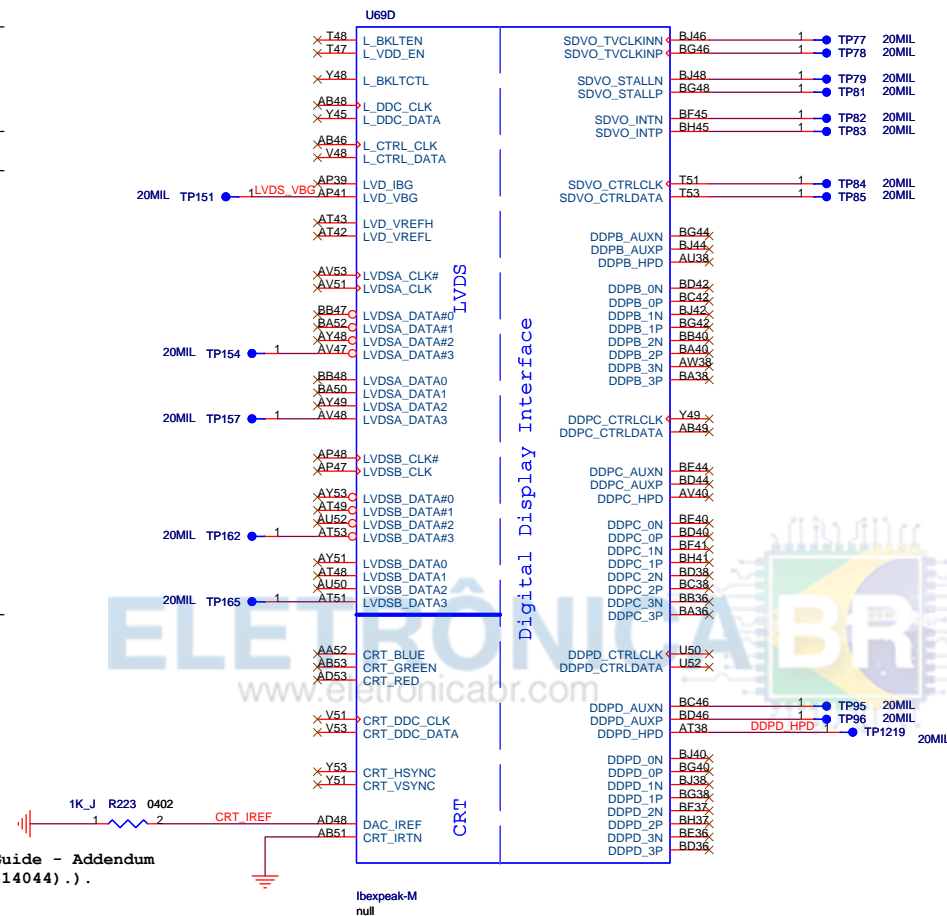 U69D
T48 L_BKLTEN
T47 L_VDD_EN
Y48 L_BKLTCTL
AB48 L_DDC_CLK
Y45 L_DDC_DATA
AB46 L_CTRL_CLK
V48 L_CTRL_DATA
AP39 LVD_IBG
20MIL TP151 1 LVDS_VBG AP41 LVD_VBG
AT43 LVD_VREFH
AT42 LVD_VREFL
AV53 LVDSA_CLK#
AV51 LVDSA_CLK
BB47 LVDSA_DATA#0
BA52 LVDSA_DATA#1
AY48 LVDSA_DATA#2
20MIL TP154 1 AV47 LVDSA_DATA#3
BB48 LVDSA_DATA0
BA50 LVDSA_DATA1
AY49 LVDSA_DATA2
20MIL TP157 1 AV48 LVDSA_DATA3
AP48 LVDSB_CLK#
AP47 LVDSB_CLK
AY53 LVDSB_DATA#0
AT49 LVDSB_DATA#1
AU52 LVDSB_DATA#2
20MIL TP162 1 AT53 LVDSB_DATA#3
AY51 LVDSB_DATA0
AT48 LVDSB_DATA1
AU50 LVDSB_DATA2
20MIL TP165 1 AT51 LVDSB_DATA3
AA52 CRT_BLUE
AB53 CRT_GREEN
AD53 CRT_RED
V51 CRT_DDC_CLK
V53 CRT_DDC_DATA
Y53 CRT_HSYNC
Y51 CRT_VSYNC
1K_J R223 0402
1 2 CRT_IREF AD48 DAC_IREF
AB51 CRT_IRTN
LVDS
CRT
Digital Display Interface
SDVO_TVCLKINN BJ46 1 TP77 20MIL
SDVO_TVCLKINP BG46 1 TP78 20MIL
SDVO_STALLN BJ48 1 TP79 20MIL
SDVO_STALLP BG48 1 TP81 20MIL
SDVO_INTN BF45 1 TP82 20MIL
SDVO_INTP BH45 1 TP83 20MIL
SDVO_CTRLCLK T51 1 TP84 20MIL
SDVO_CTRLDATA T53 1 TP85 20MIL
DDPB_AUXN BG44
DDPB_AUXP BJ44
DDPB_HPD AU38
DDPB_0N BD42
DDPB_0P BC42
DDPB_1N BJ42
DDPB_1P BG42
DDPB_2N BB40
DDPB_2P BA40
DDPB_3N AW38
DDPB_3P BA38
DDPC_CTRLCLK Y49
DDPC_CTRLDATA AB49
DDPC_AUXN BE44
DDPC_AUXP BD44
DDPC_HPD AV40
DDPC_0N BE40
DDPC_0P BD40
DDPC_1N BF41
DDPC_1P BH41
DDPC_2N BD38
DDPC_2P BC38
DDPC_3N BB36
DDPC_3P BA36
DDPD_CTRLCLK U50
DDPD_CTRLDATA U52
DDPD_AUXN BC46 1 TP95 20MIL
DDPD_AUXP BD46 1 TP96 20MIL
DDPD_HPD AT38 DDPD_HPD 1 TP1219 20MIL
DDPD_0N BJ40
DDPD_0P BG40
DDPD_1N BJ38
DDPD_1P BG38
DDPD_2N BF37
DDPD_2P BH37
DDPD_3N BE36
DDPD_3P BD36
Guide - Addendum
14044).).
Ibexpeak-M
null
ELETRÔNICA BR
www.eletronicabr.com